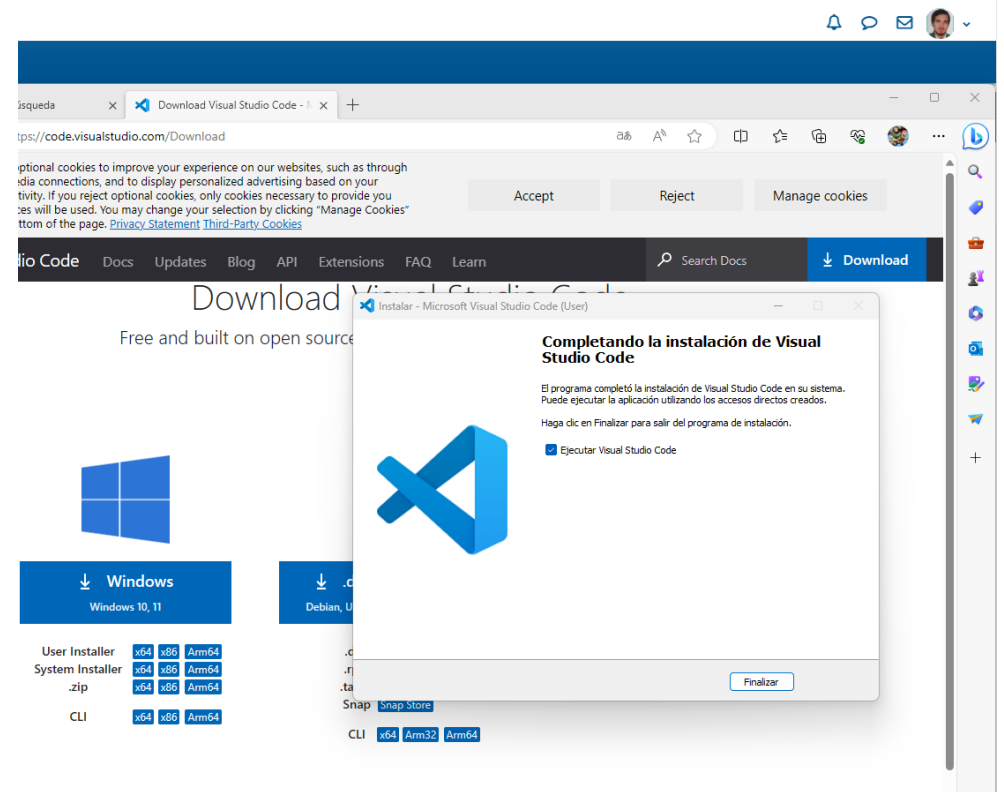 Download Visual Studio Code -
https://code.visualstudio.com/Download
optional cookies to improve your experience on our websites, such as through
media connections, and to display personalized advertising based on your
activity. If you reject optional cookies, only cookies necessary to provide you
will be used. You may change your selection by clicking “Manage Cookies”
bottom of the page. Privacy Statement Third-Party Cookies
Accept
Reject
Manage cookies
Code Docs Updates Blog API Extensions FAQ Learn
Search Docs
Download
Download Visual Studio Code
Free and built on open source
Instalar - Microsoft Visual Studio Code (User)
Completando la instalación de Visual
Studio Code
El programa completó la instalación de Visual Studio Code en su sistema.
Puede ejecutar la aplicación utilizando los accesos directos creados.
Haga clic en Finalizar para salir del programa de instalación.
Ejecutar Visual Studio Code
Finalizar
Windows
Windows 10, 11
User Installer x64 x86 Arm64
System Installer x64 x86 Arm64
.zip x64 x86 Arm64
CLI x64 x86 Arm64
Debian,
Snap Snap Store
CLI x64 Arm32 Arm64